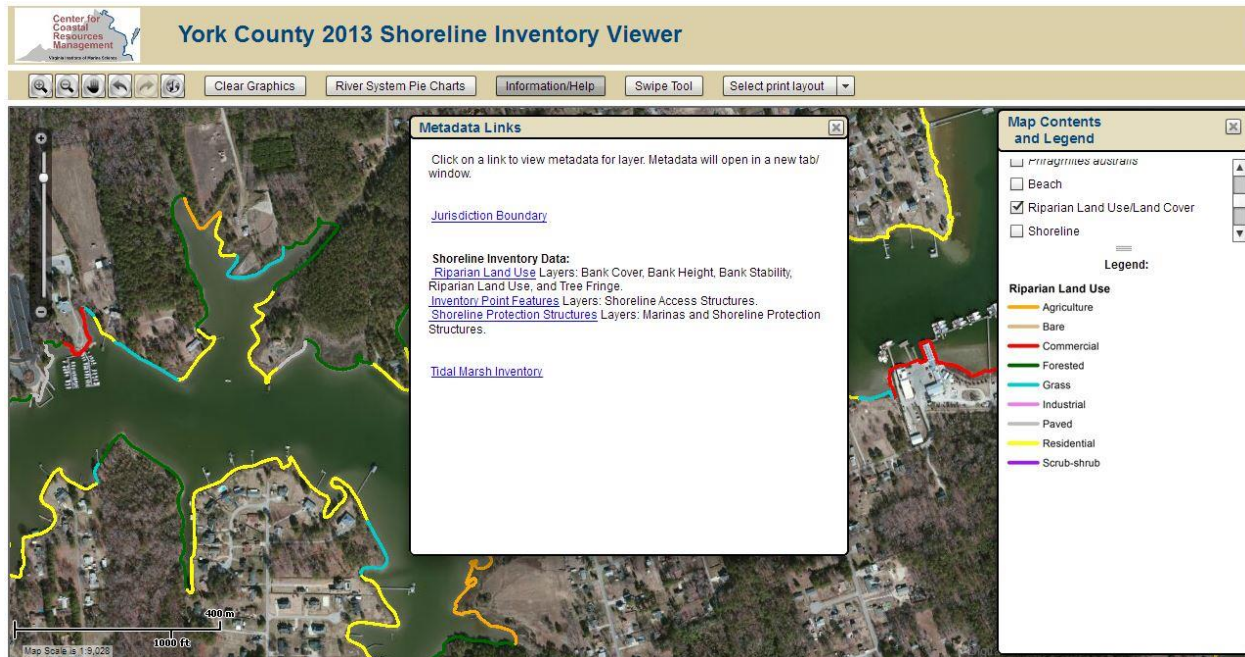 Center for
Coastal
Resources
Management
Virginia Institute of Marine Science
York County 2013 Shoreline Inventory Viewer
Clear Graphics
River System Pie Charts
Information/Help
Swipe Tool
Select print layout
Metadata Links
Click on a link to view metadata for layer. Metadata will open in a new tab/
window.
Jurisdiction Boundary
Shoreline Inventory Data:
Riparian Land Use Layers: Bank Cover, Bank Height, Bank Stability,
Riparian Land Use, and Tree Fringe.
Inventory Point Features Layers: Shoreline Access Structures.
Shoreline Protection Structures Layers: Marinas and Shoreline Protection
Structures.
Tidal Marsh Inventory
Map Contents
and Legend
Phragmites australis
Beach
Riparian Land Use/Land Cover
Shoreline
Legend:
Riparian Land Use
Agriculture
Bare
Commercial
Forested
Grass
Industrial
Paved
Residential
Scrub-shrub
400 m
1000 ft
Map Scale is 1:9,028